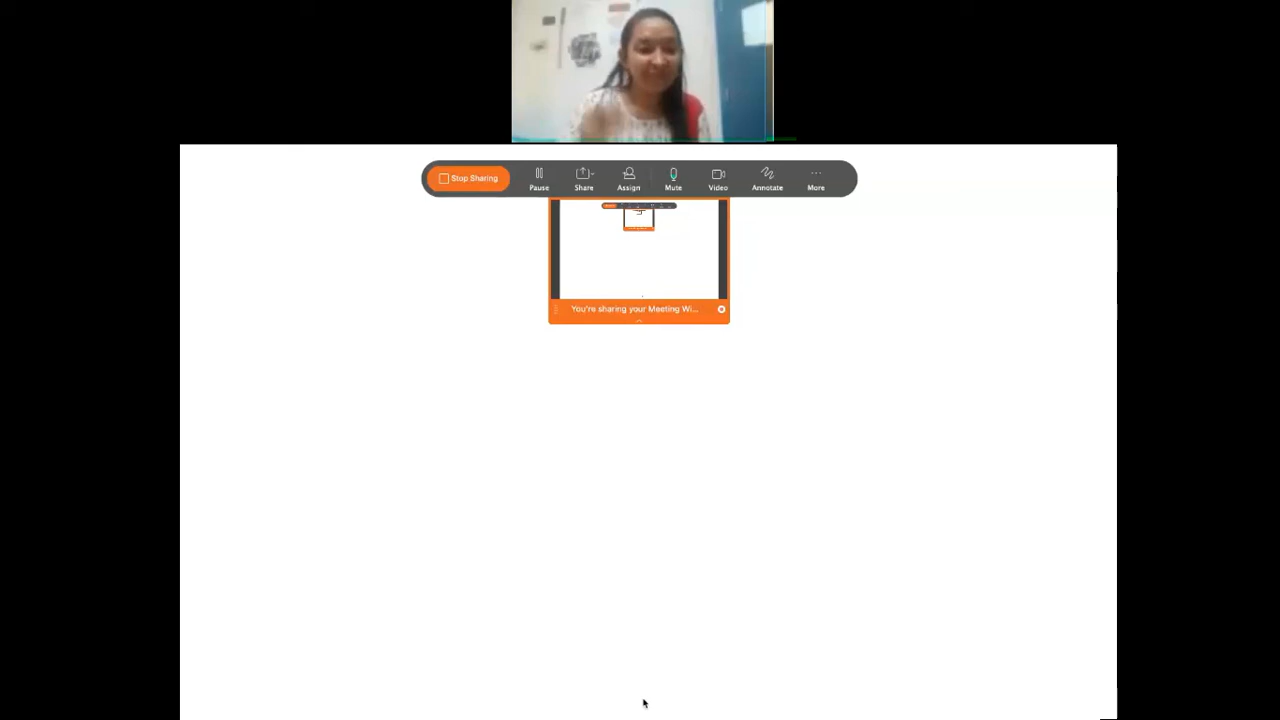 Stop Sharing
Pause
Share
Assign
Mute
Video
Annotate
More
You're sharing your Meeting Wi...